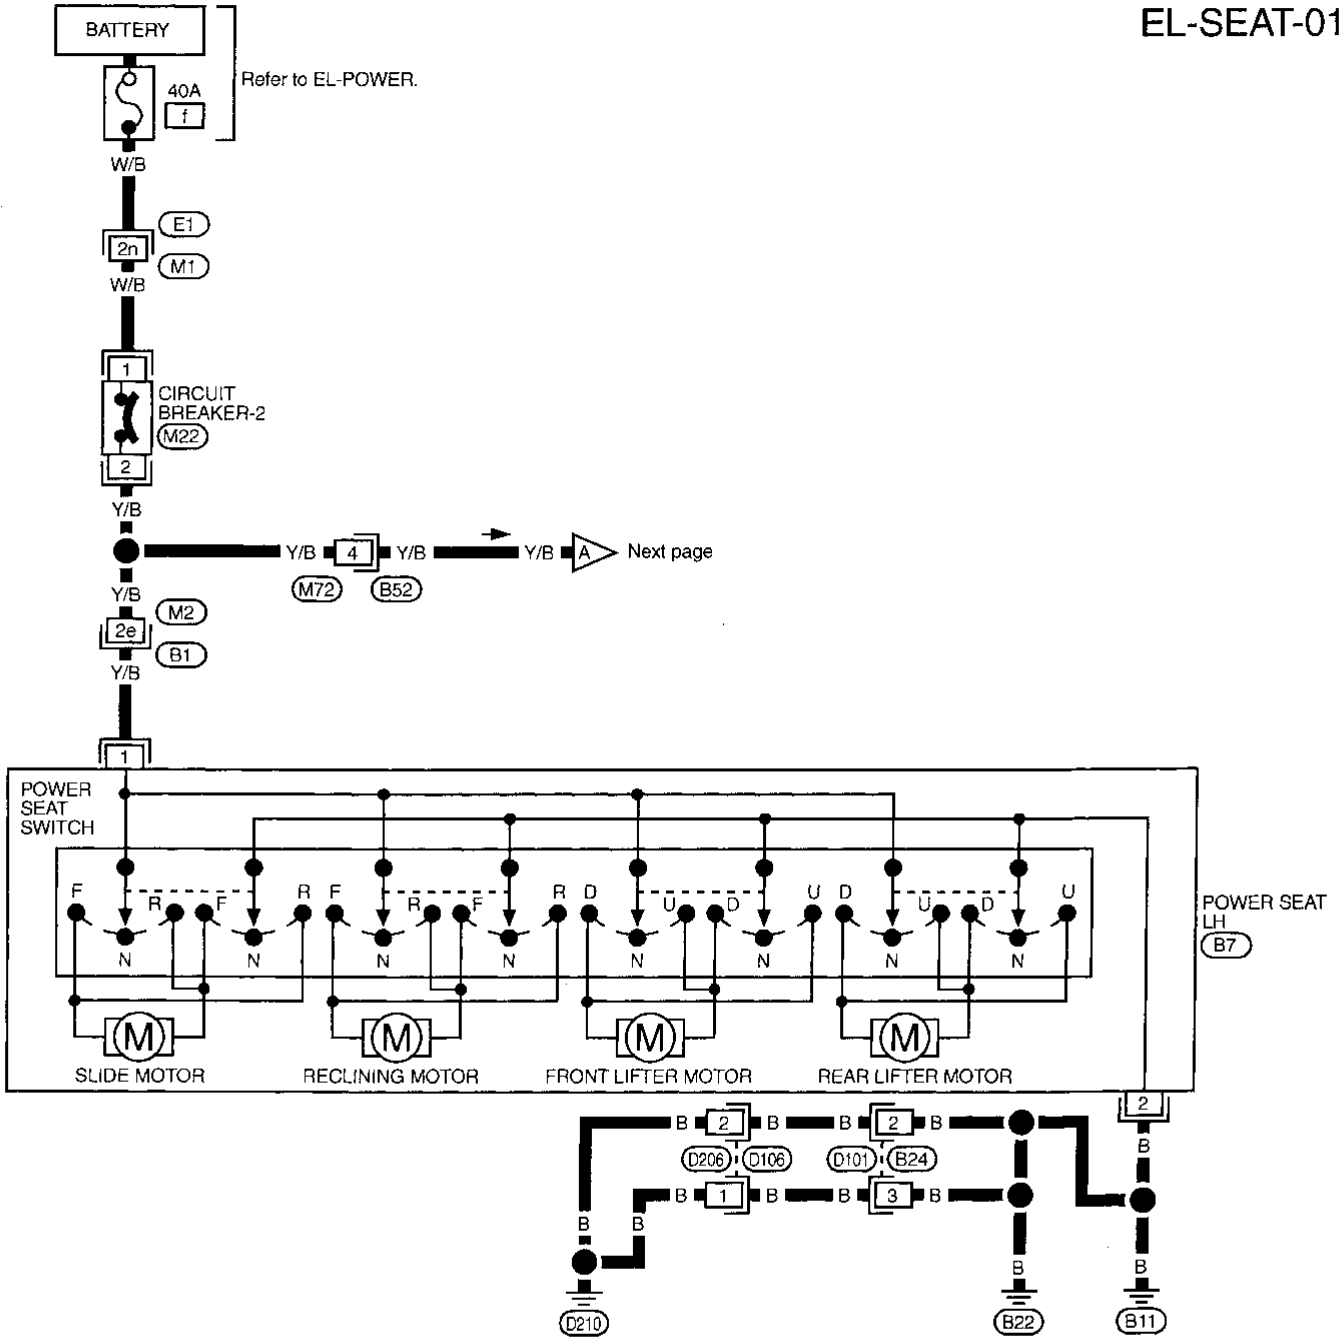 EL-SEAT-01
BATTERY
Refer to EL-POWER.
40A
f
W/B
E1
2n
M1
W/B
1
CIRCUIT
BREAKER-2
M22
2
Y/B
Y/B 4 Y/B Y/B A Next page
M72 B52
Y/B
M2
2e
B1
Y/B
1
POWER
SEAT
SWITCH
F R F R F R F R D U D U D U D U
N N N N N N N N
POWER SEAT
LH
B7
M M M M
SLIDE MOTOR RECLINING MOTOR FRONT LIFTER MOTOR REAR LIFTER MOTOR
2
B 2 B B 2 B
B
D206 D106 D101 B24
B 1 B B 3 B
B B
B B
D210 B22 B11